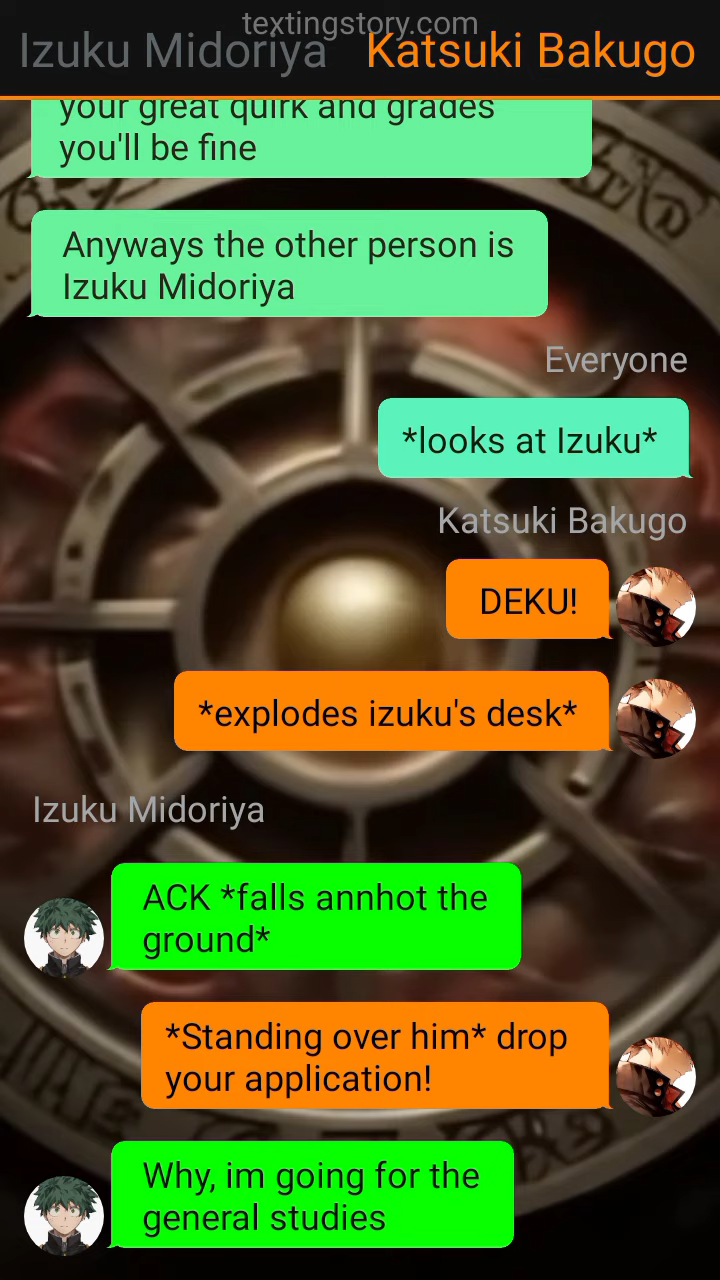 textingstory.com
Izuku Midoriya Katsuki Bakugo
your great quirk and grades
you'll be fine
Anyways the other person is
Izuku Midoriya
Everyone
*looks at Izuku*
Katsuki Bakugo
DEKU!
*explodes izuku's desk*
Izuku Midoriya
ACK *falls annhot the
ground*
*Standing over him* drop
your application!
Why, im going for the
general studies